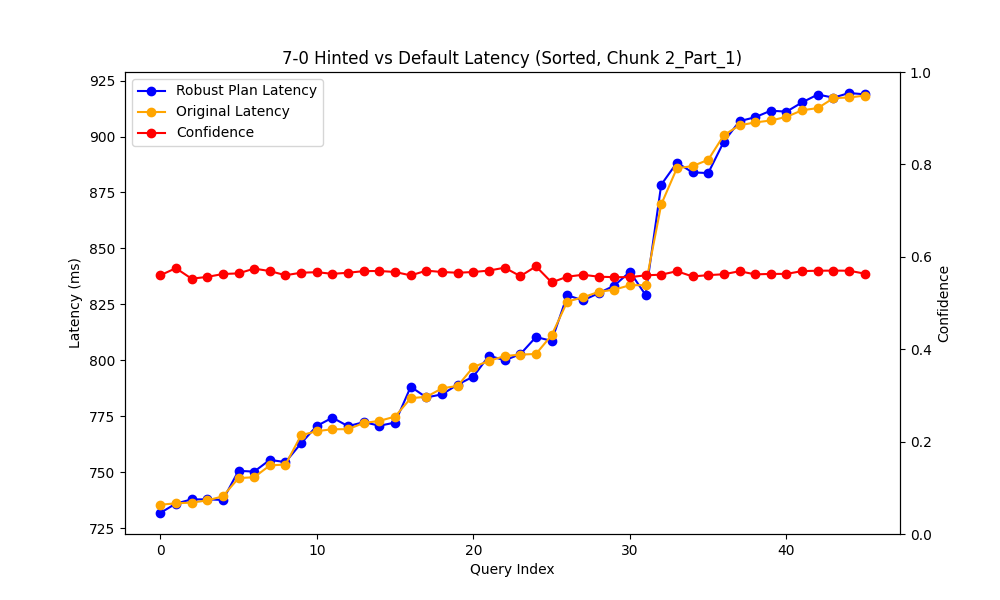 7-0 Hinted vs Default Latency (Sorted, Chunk 2_Part_1)
Robust Plan Latency
Original Latency
Confidence
Latency (ms)
925
900
875
850
825
800
775
750
725
1.0
0.8
0.6
0.4
0.2
0.0
Confidence
0 10 20 30 40
Query Index